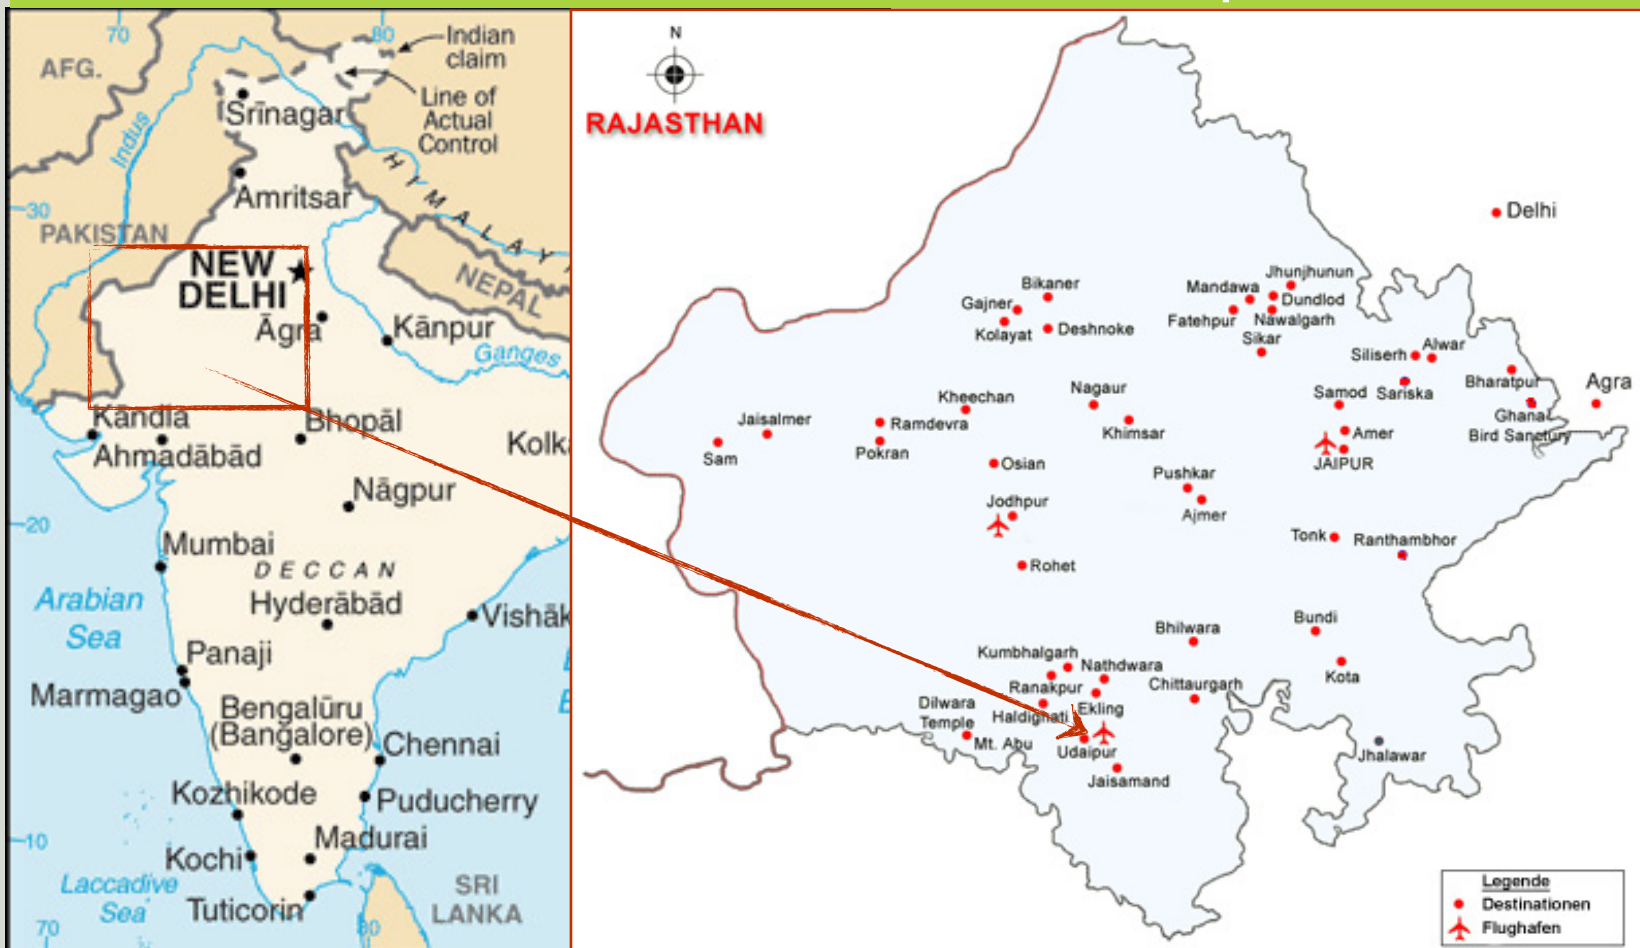 70
80
Indian
claim
AFG.
Line of
Actual
Control
Indus
Srīnagar
HIMALAY
Amritsar
30
PAKISTAN
NEW
DELHI
NEPAL
Āgra
Kānpur
Ganges
Kāndla
Bhopāl
Kolk
Ahmadābād
Nāgpur
20
Mumbai
DECCAN
Arabian
Sea
Hyderābād
Vishāk
Panaji
Marmagao
Bengalūru
(Bangalore)
Chennai
Kozhikode
Puducherry
10
Madurai
Kochi
Laccadive
Sea
SRI
LANKA
Tuticorin
70
80
N
RAJASTHAN
Delhi
Jhunjhunun
Bikaner
Mandawa
Gajner
Dundlod
Fatehpur
Nawalgarh
Kolayat
Deshnoke
Sikar
Alwar
Siliserh
Bharatpur
Agra
Nagaur
Samod
Sariska
Kheechan
Jaisalmer
Ramdevra
Ghana
Bird Sanctury
Khimsar
Amer
Sam
Pokran
Osian
JAIPUR
Pushkar
Jodhpur
Ajmer
Tonk
Ranthambhor
Rohet
Bundi
Bhilwara
Kumbhalgarh
Nathdwara
Kota
Ranakpur
Chittaurgarh
Dilwara
Temple
Haldighati
Ekling
Mt. Abu
Udaipur
Jhalawar
Jaisamand
Legende
Destinationen
Flughafen